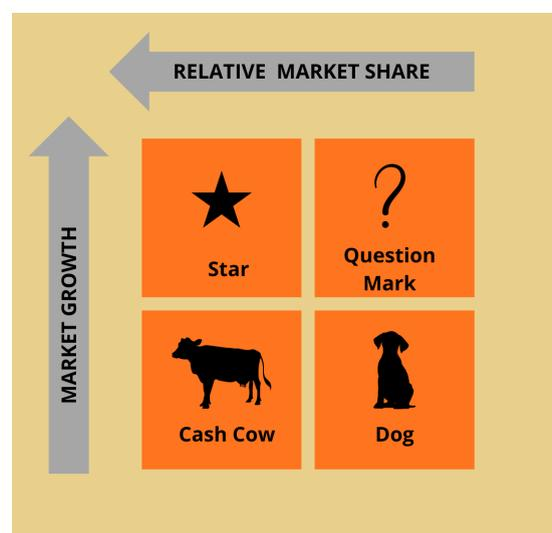 RELATIVE MARKET SHARE
MARKET GROWTH
Star
Question
Mark
Cash Cow
Dog